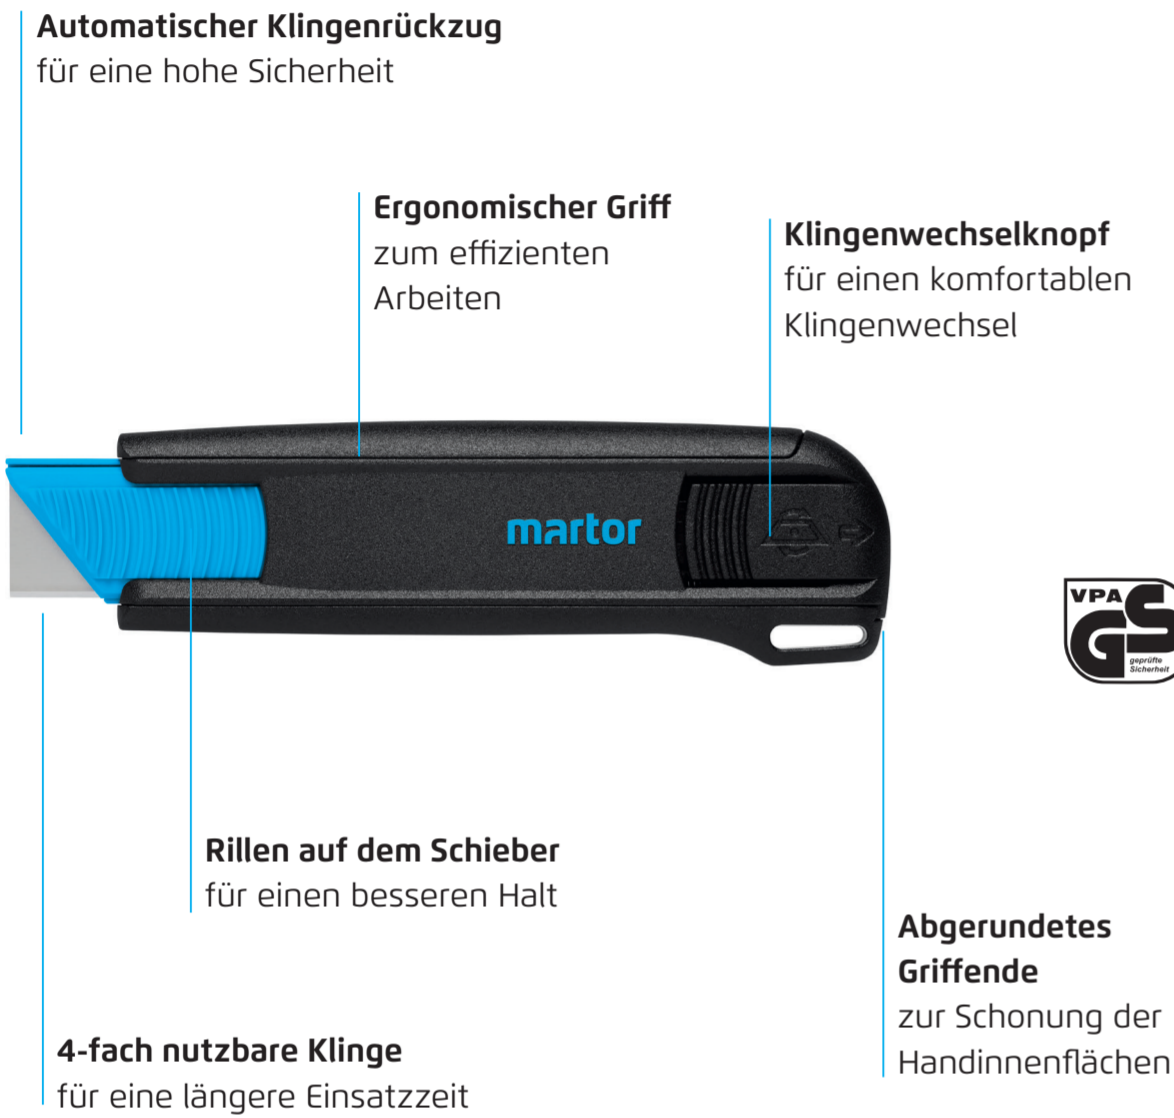 Automatischer Klingenrückzug
für eine hohe Sicherheit
Ergonomischer Griff
zum effizienten
Arbeiten
Klingenwechselknopf
für einen komfortablen
Klingenwechsel
martor
VPA
GS
geprüfte
Sicherheit
Rillen auf dem Schieber
für einen besseren Halt
Abgerundetes
Griffende
zur Schonung der
Handinnenflächen
4-fach nutzbare Klinge
für eine längere Einsatzzeit